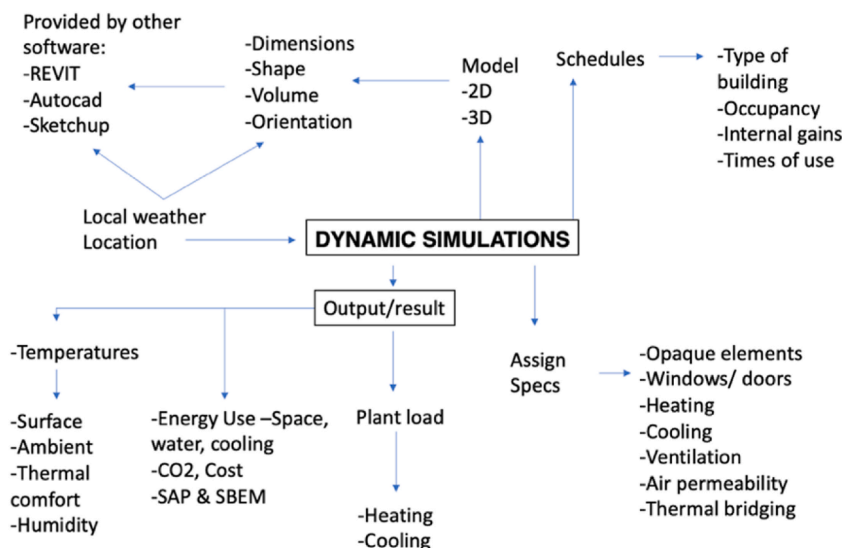 Provided by other
software:
-REVIT
-Autocad
-Sketchup
-Dimensions
-Shape
-Volume
-Orientation
Model
-2D
-3D
Schedules
-Type of
building
-Occupancy
-Internal gains
-Times of use
Local weather
Location
DYNAMIC SIMULATIONS
Output/result
-Temperatures
-Surface
-Ambient
-Thermal
comfort
-Humidity
-Energy Use –Space,
water, cooling
-CO2, Cost
-SAP & SBEM
Plant load
-Heating
-Cooling
Assign
Specs
-Opaque elements
-Windows/ doors
-Heating
-Cooling
-Ventilation
-Air permeability
-Thermal bridging